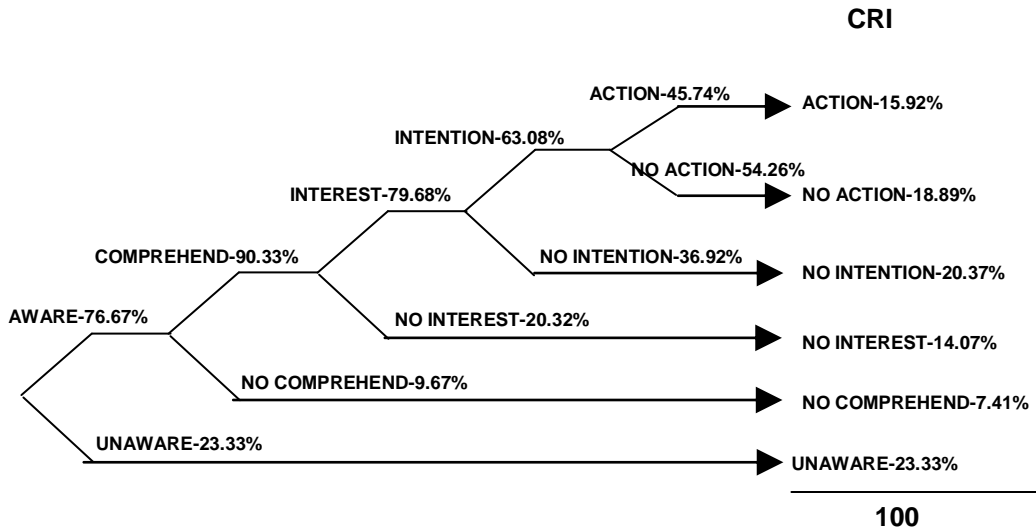 CRI
ACTION-45.74%
ACTION-15.92%
INTENTION-63.08%
NO ACTION-54.26%
NO ACTION-18.89%
INTEREST-79.68%
COMPREHEND-90.33%
NO INTENTION-36.92%
NO INTENTION-20.37%
AWARE-76.67%
NO INTEREST-20.32%
NO INTEREST-14.07%
NO COMPREHEND-9.67%
NO COMPREHEND-7.41%
UNAWARE-23.33%
UNAWARE-23.33%
100